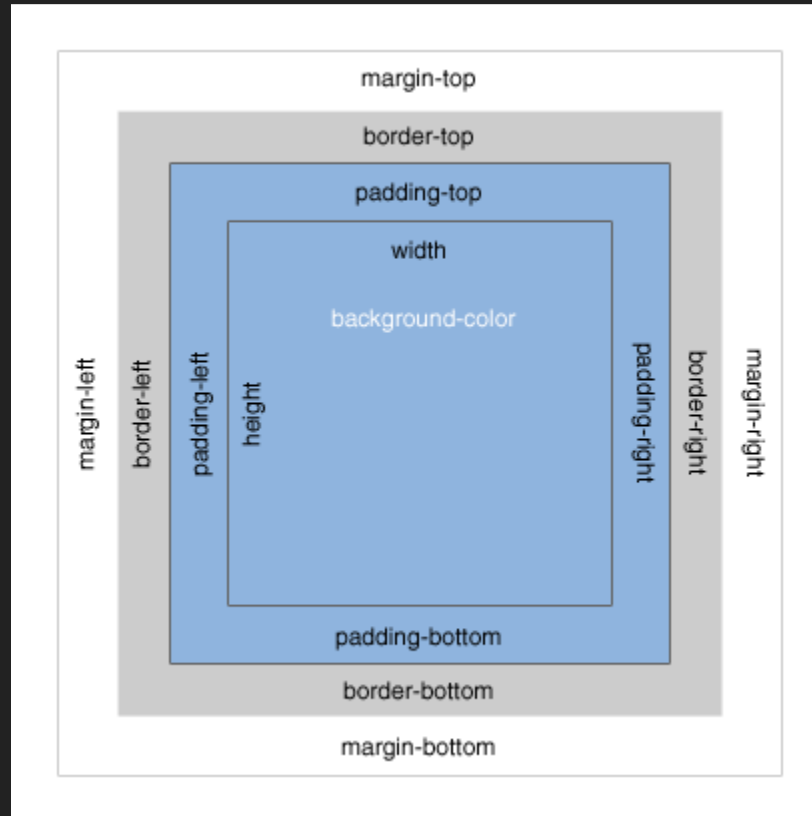 margin-top
border-top
padding-top
width
background-color
margin-left
border-left
padding-left
height
padding-right
border-right
margin-right
padding-bottom
border-bottom
margin-bottom